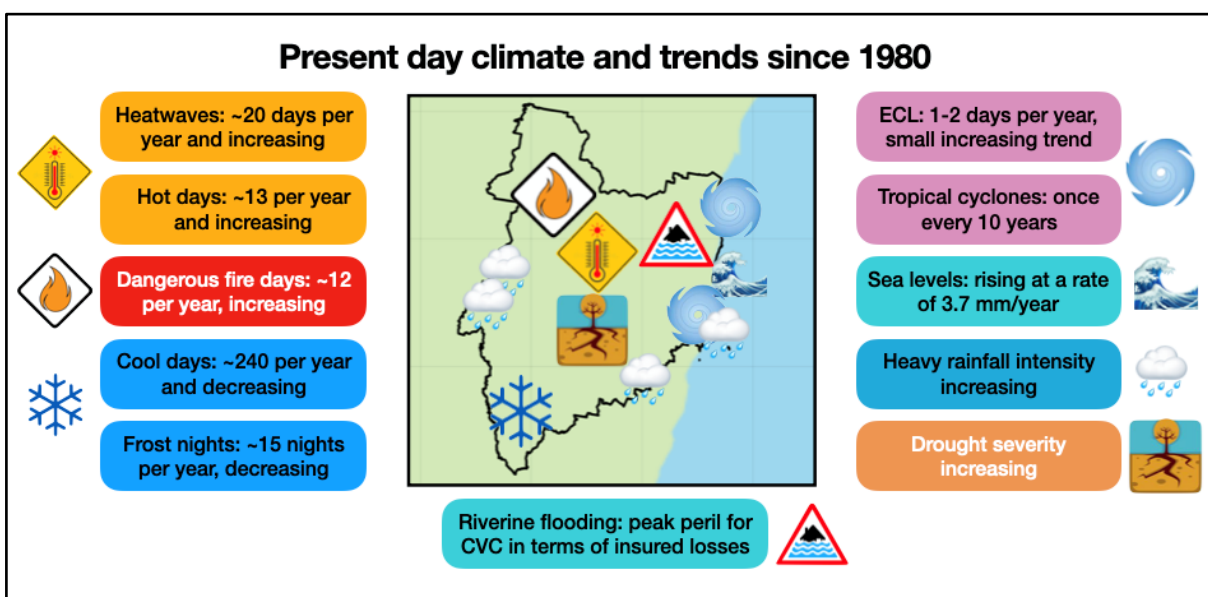 Present day climate and trends since 1980
Heatwaves: ~20 days per
year and increasing
Hot days: ~13 per year
and increasing
Dangerous fire days: ~12
per year, increasing
Cool days: ~240 per year
and decreasing
Frost nights: ~15 nights
per year, decreasing
ECL: 1-2 days per year,
small increasing trend
Tropical cyclones: once
every 10 years
Sea levels: rising at a rate
of 3.7 mm/year
Heavy rainfall intensity
increasing
Drought severity
increasing
Riverine flooding: peak peril for
CVC in terms of insured losses